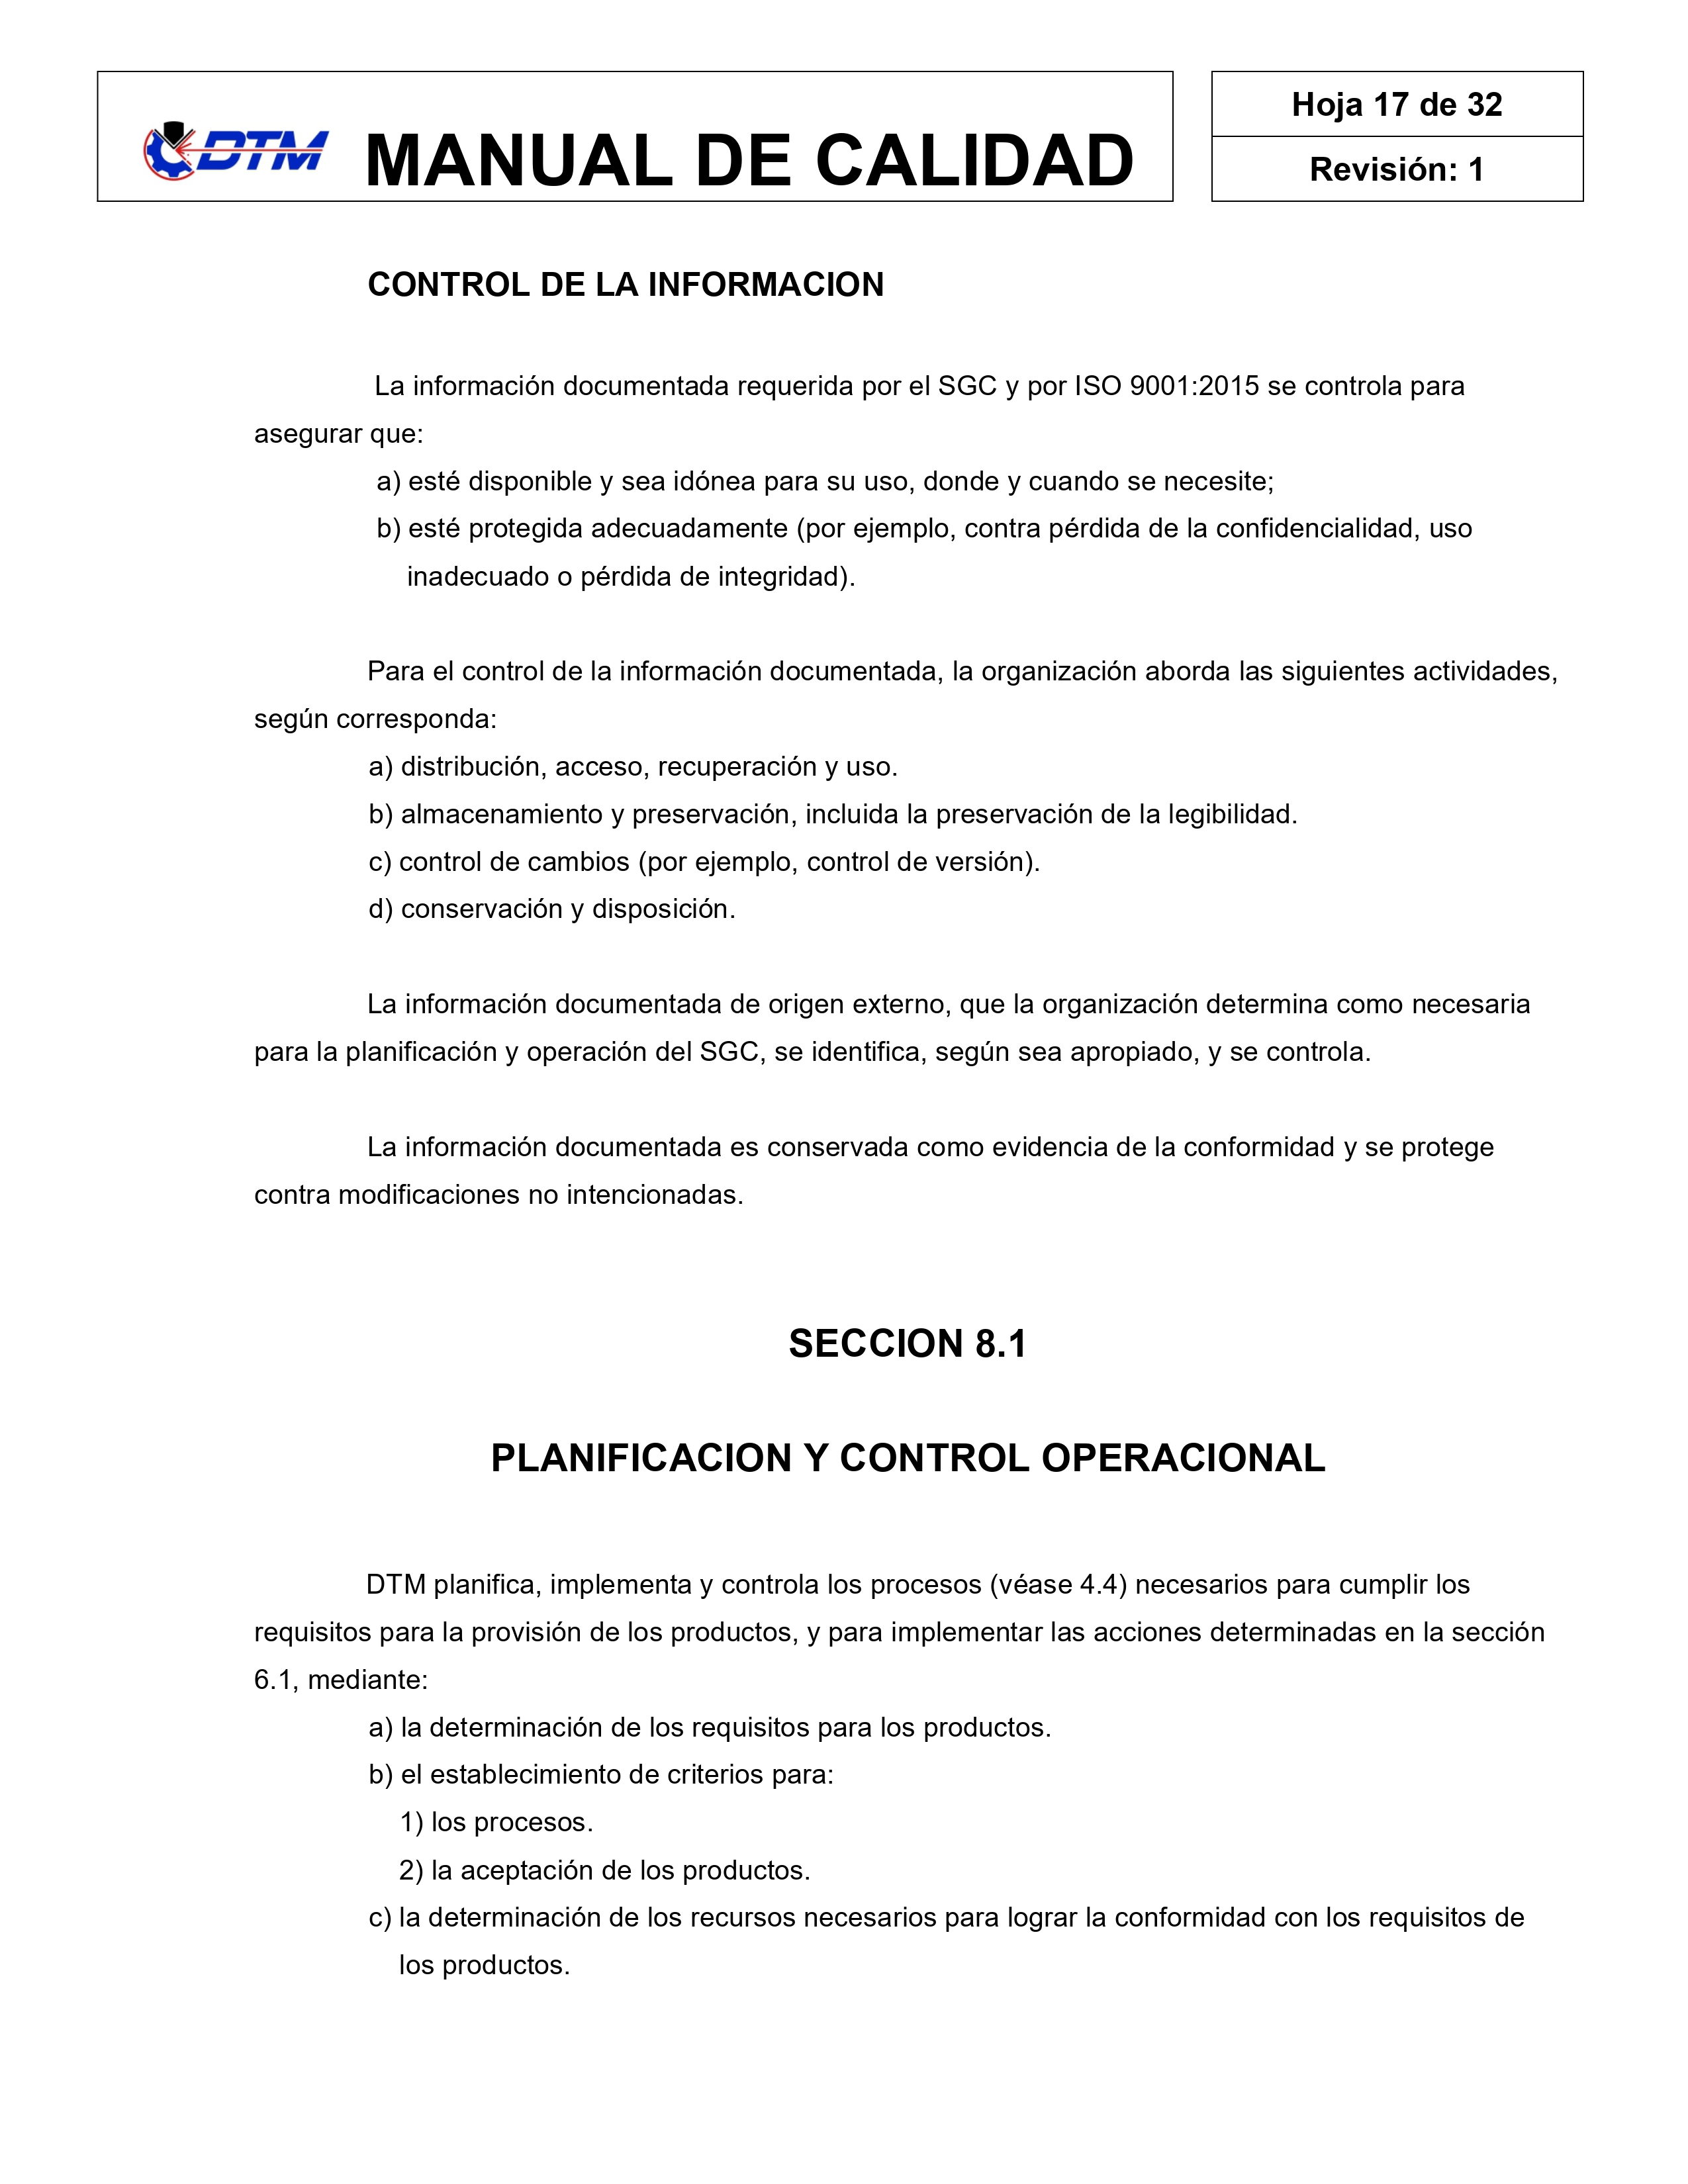 DTM
MANUAL DE CALIDAD
Hoja 17 de 32
Revisión: 1
CONTROL DE LA INFORMACION
La información documentada requerida por el SGC y por ISO 9001:2015 se controla para
asegurar que:
a) esté disponible y sea idónea para su uso, donde y cuando se necesite;
b) esté protegida adecuadamente (por ejemplo, contra pérdida de la confidencialidad, uso
inadecuado o pérdida de integridad).
Para el control de la información documentada, la organización aborda las siguientes actividades,
según corresponda:
a) distribución, acceso, recuperación y uso.
b) almacenamiento y preservación, incluida la preservación de la legibilidad.
c) control de cambios (por ejemplo, control de versión).
d) conservación y disposición.
La información documentada de origen externo, que la organización determina como necesaria
para la planificación y operación del SGC, se identifica, según sea apropiado, y se controla.
La información documentada es conservada como evidencia de la conformidad y se protege
contra modificaciones no intencionadas.
SECCION 8.1
PLANIFICACION Y CONTROL OPERACIONAL
DTM planifica, implementa y controla los procesos (véase 4.4) necesarios para cumplir los
requisitos para la provisión de los productos, y para implementar las acciones determinadas en la sección
6.1, mediante:
a) la determinación de los requisitos para los productos.
b) el establecimiento de criterios para:
1) los procesos.
2) la aceptación de los productos.
c) la determinación de los recursos necesarios para lograr la conformidad con los requisitos de
los productos.